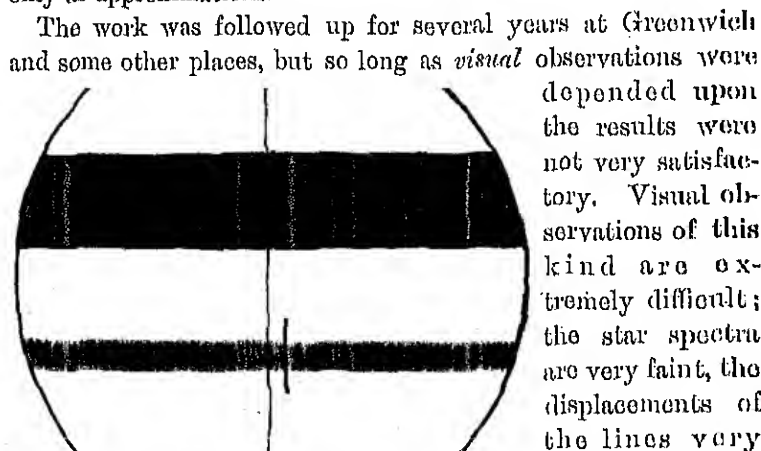 The work was followed up for several years at Greenwich
and some other places, but so long as visual observations were
depended upon
the results were
not very satisfac-
tory. Visual ob-
servations of this
kind are ex-
tremely difficult;
the star spectra
are very faint, the
displacements of
the lines very